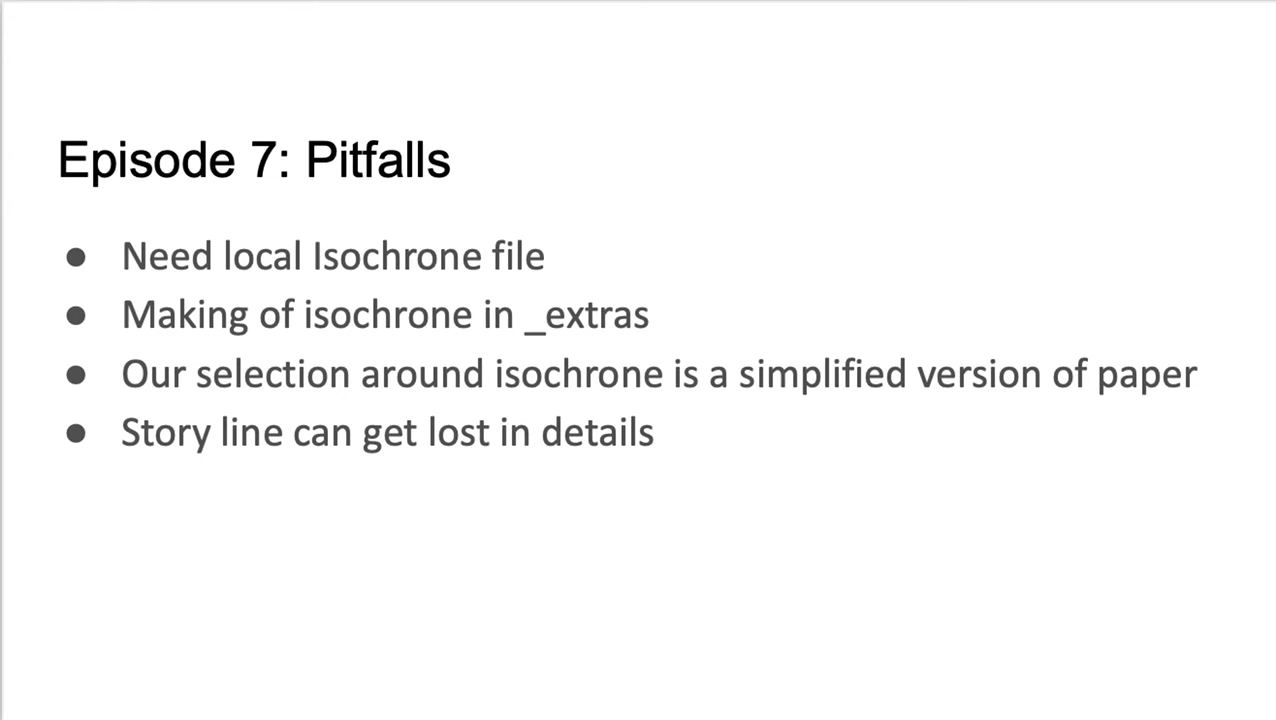 Episode 7: Pitfalls
● Need local Isochrone file
● Making of isochrone in _extras
● Our selection around isochrone is a simplified version of paper
● Story line can get lost in details